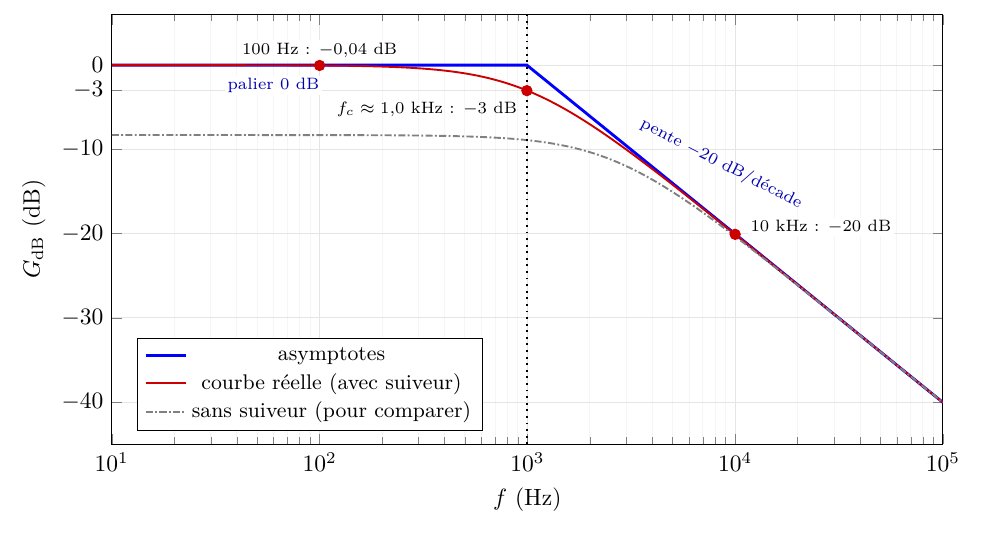 100 Hz : −0,04 dB
0
palier 0 dB
−3
f_c ≈ 1,0 kHz : −3 dB
pente −20 dB/décade
−10
10 kHz : −20 dB
−20
G_dB (dB)
−30
asymptotes
courbe réelle (avec suiveur)
sans suiveur (pour comparer)
−40
10^1 10^2 10^3 10^4 10^5
f (Hz)